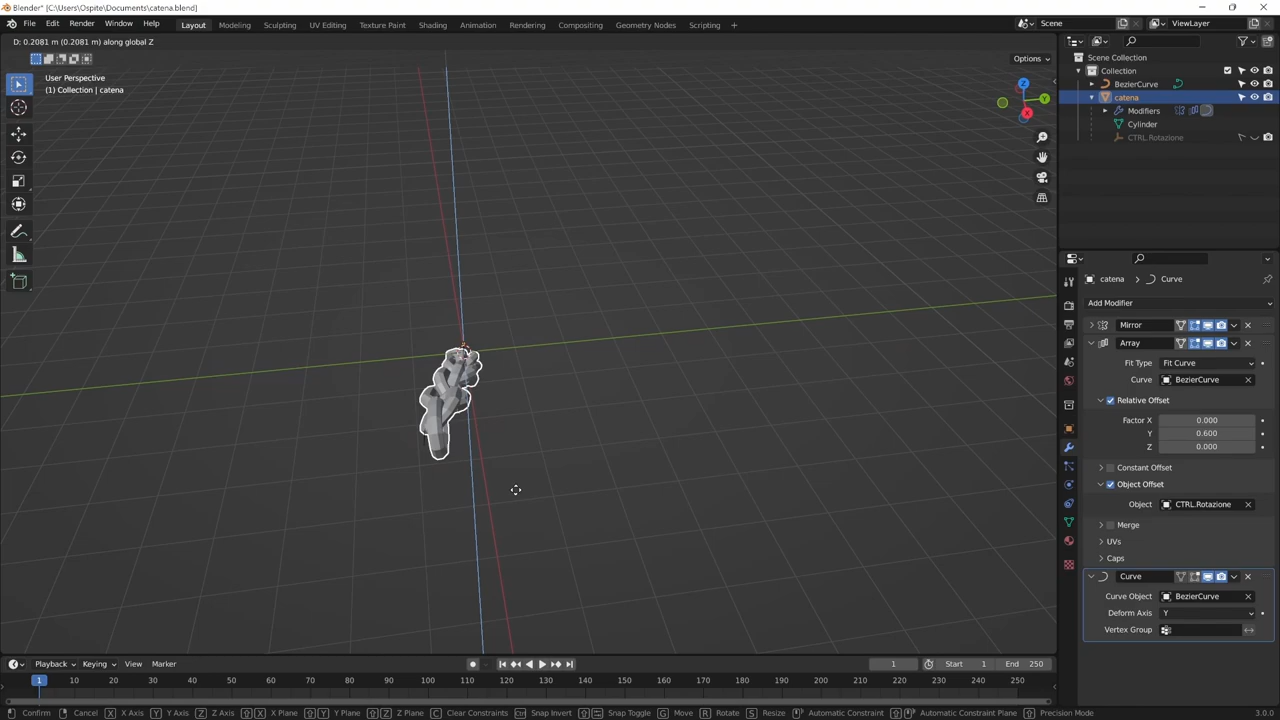 Blender* [C:\Users\Ospite\Documents\catena.blend]
File Edit Render Window Help Layout Modeling Sculpting UV Editing Texture Paint Shading Animation Rendering Compositing Geometry Nodes Scripting + Scene ViewLayer
D: 0.2081 m (0.2081 m) along global Z
Options
User Perspective
(1) Collection | catena
Z
Y
X
Scene Collection
Collection
BezierCurve
catena
Modifiers
Cylinder
CTRL.Rotazione
catena > Curve
Add Modifier
Mirror
Array
Fit Type Fit Curve
Curve BezierCurve
Relative Offset
Factor X 0.000
Y 0.600
Z 0.000
Constant Offset
Object Offset
Object CTRL.Rotazione
Merge
UVs
Caps
Curve
Curve Object BezierCurve
Deform Axis Y
Vertex Group
Playback Keying View Marker 1 Start 1 End 250
1 10 20 30 40 50 60 70 80 90 100 110 120 130 140 150 160 170 180 190 200 210 220 230 240 250
Confirm Cancel X X Axis Y Y Axis Z Z Axis X X Plane Y Y Plane Z Z Plane C Clear Constraints Snap Invert Snap Toggle G Move R Rotate S Resize Automatic Constraint Automatic Constraint Plane Precision Mode 3.0.0